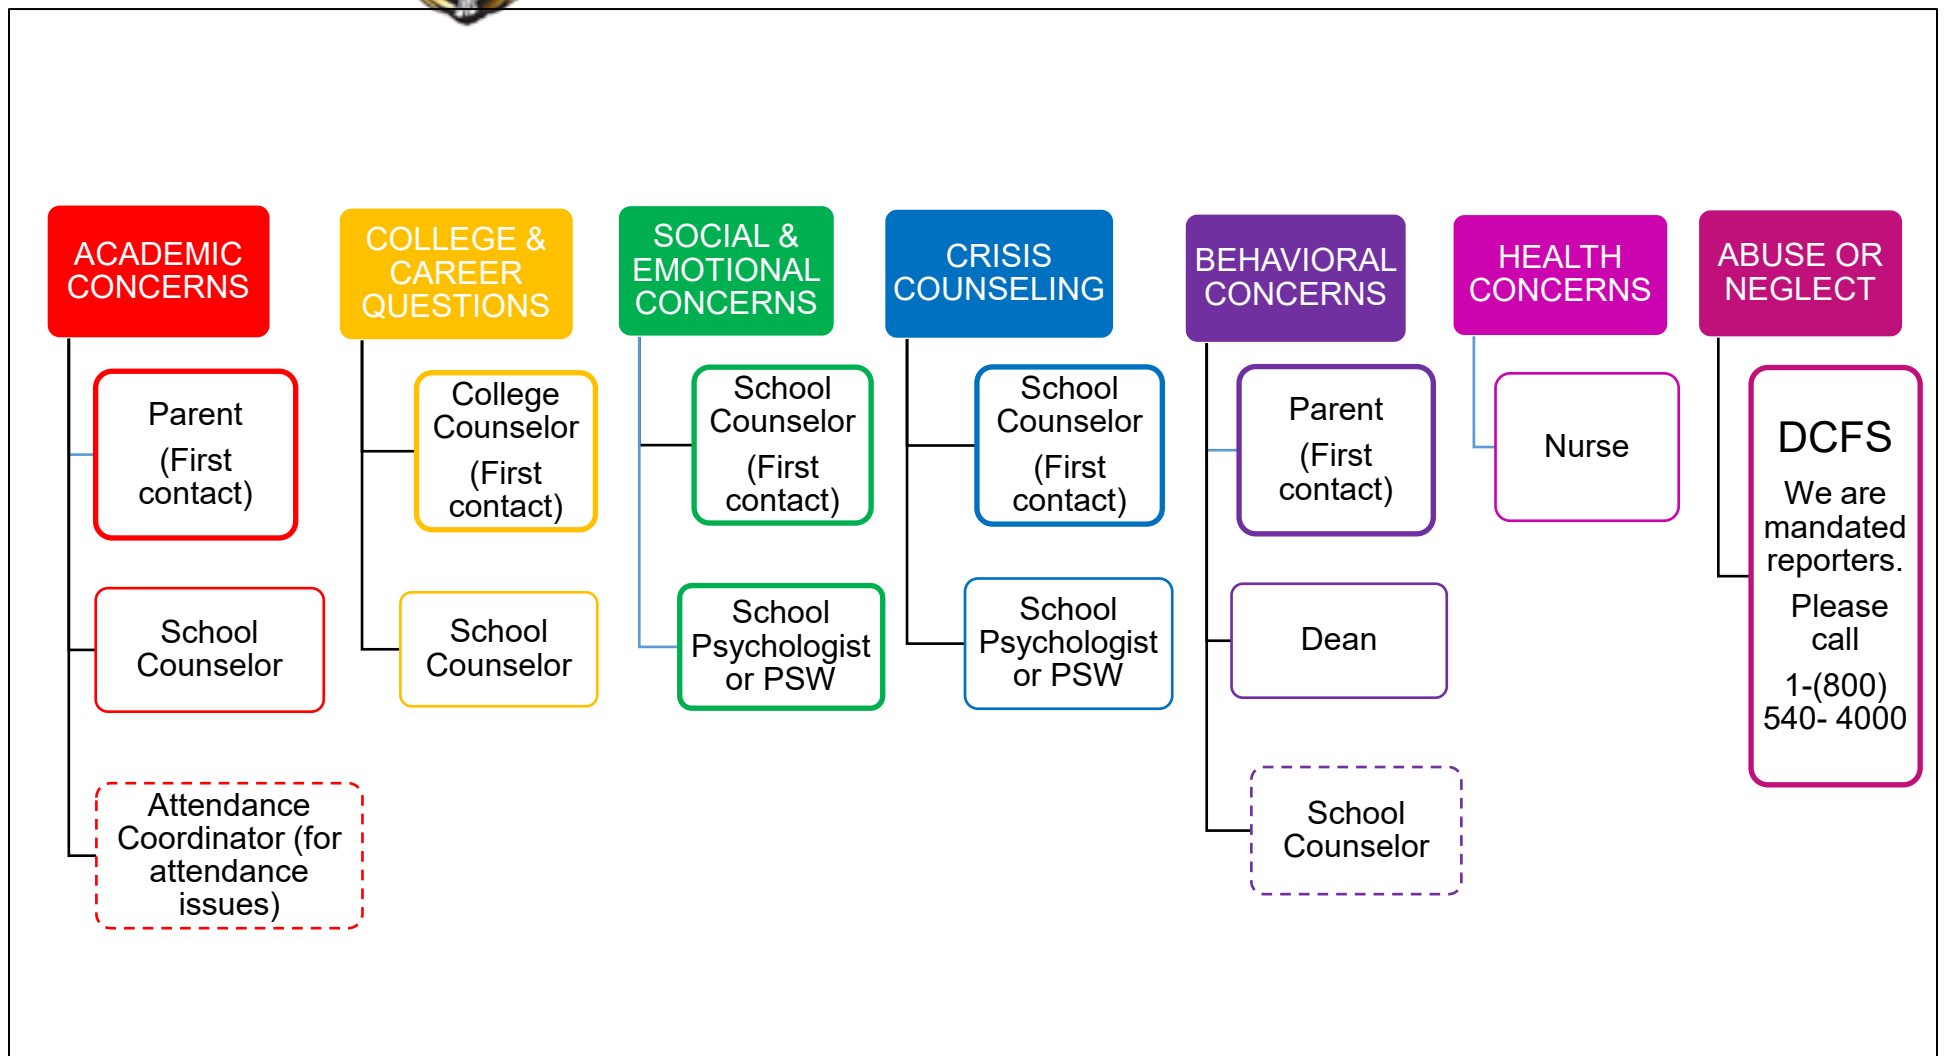 ACADEMIC
CONCERNS
Parent
(First
contact)
School
Counselor
Attendance
Coordinator (for
attendance
issues)
COLLEGE &
CAREER
QUESTIONS
College
Counselor
(First
contact)
School
Counselor
SOCIAL &
EMOTIONAL
CONCERNS
School
Counselor
(First
contact)
School
Psychologist
or PSW
CRISIS
COUNSELING
School
Counselor
(First
contact)
School
Psychologist
or PSW
BEHAVIORAL
CONCERNS
Parent
(First
contact)
Dean
School
Counselor
HEALTH
CONCERNS
Nurse
ABUSE OR
NEGLECT
DCFS
We are
mandated
reporters.
Please
call
1-(800)
540- 4000